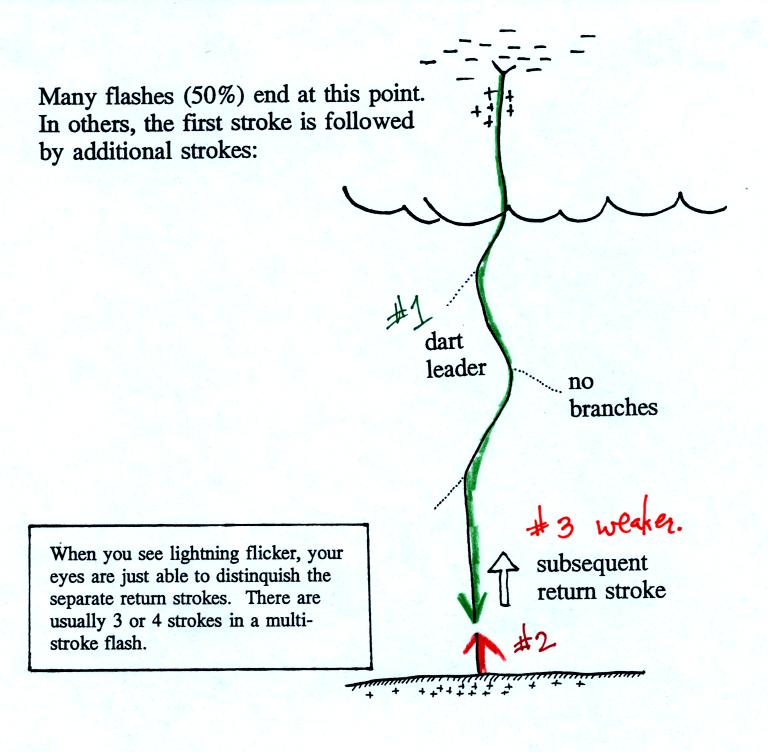 Many flashes (50%) end at this point.
In others, the first stroke is followed
by additional strokes:
#1
dart
leader
no
branches
#3 weaker.
subsequent
return stroke
#2
When you see lightning flicker, your
eyes are just able to distinquish the
separate return strokes. There are
usually 3 or 4 strokes in a multi-
stroke flash.